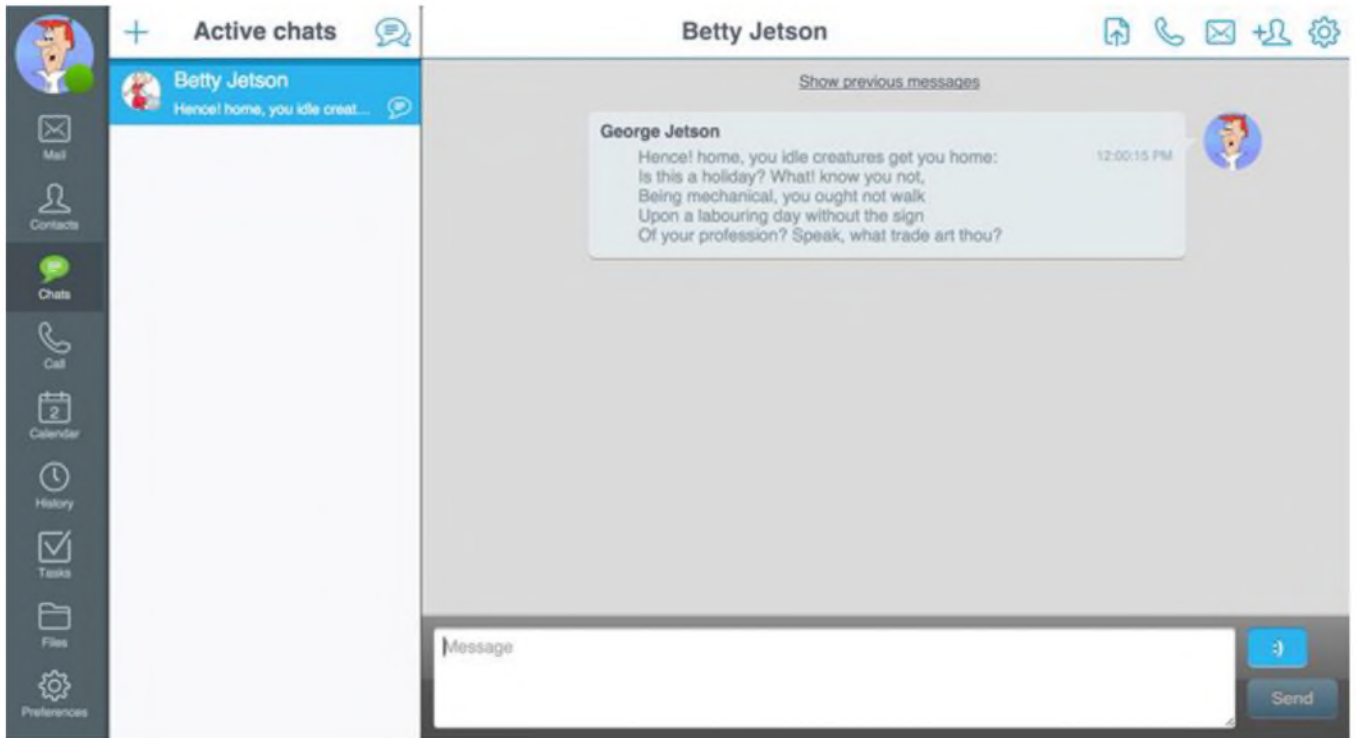 Active chats
Betty Jetson
Betty Jetson
Hence! home, you idle creat...
Mail
Contacts
Chats
Call
2
Calendar
History
Tasks
Files
Preferences
Show previous messages
George Jetson
12:00:15 PM
Hence! home, you idle creatures get you home:
Is this a holiday? What! know you not,
Being mechanical, you ought not walk
Upon a labouring day without the sign
Of your profession? Speak, what trade art thou?
Message
:)
Send